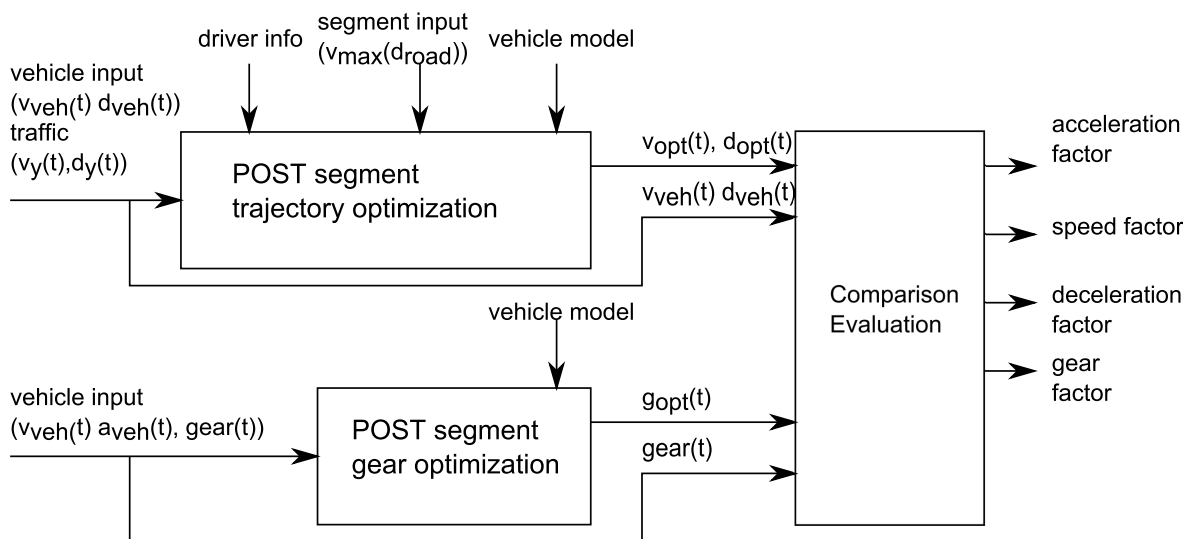 driver info
segment input
(vmax(droad))
vehicle model
vehicle input
(vveh(t) dveh(t))
traffic
(vy(t),dy(t))
POST segment
trajectory optimization
vopt(t), dopt(t)
vveh(t) dveh(t)
Comparison
Evaluation
acceleration
factor
speed factor
deceleration
factor
gear
factor
vehicle model
vehicle input
(vveh(t) aveh(t), gear(t))
POST segment
gear optimization
gopt(t)
gear(t)